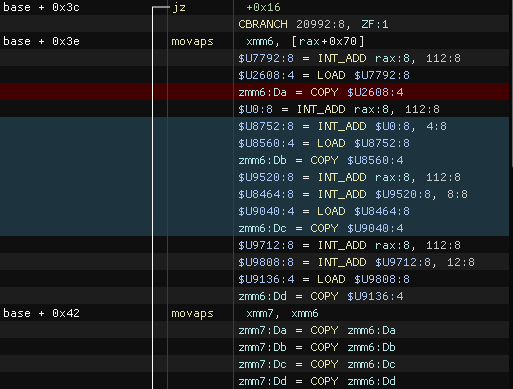 base + 0x3c jz +0x16
CBRANCH 20992:8, ZF:1
base + 0x3e movaps xmm6, [rax+0x70]
$U7792:8 = INT_ADD rax:8, 112:8
$U2608:4 = LOAD $U7792:8
zmm6:Da = COPY $U2608:4
$U0:8 = INT_ADD rax:8, 112:8
$U8752:8 = INT_ADD $U0:8, 4:8
$U8560:4 = LOAD $U8752:8
zmm6:Db = COPY $U8560:4
$U9520:8 = INT_ADD rax:8, 112:8
$U8464:8 = INT_ADD $U9520:8, 8:8
$U9040:4 = LOAD $U8464:8
zmm6:Dc = COPY $U9040:4
$U9712:8 = INT_ADD rax:8, 112:8
$U9808:8 = INT_ADD $U9712:8, 12:8
$U9136:4 = LOAD $U9808:8
zmm6:Dd = COPY $U9136:4
base + 0x42 movaps xmm7, xmm6
zmm7:Da = COPY zmm6:Da
zmm7:Db = COPY zmm6:Db
zmm7:Dc = COPY zmm6:Dc
zmm7:Dd = COPY zmm6:Dd